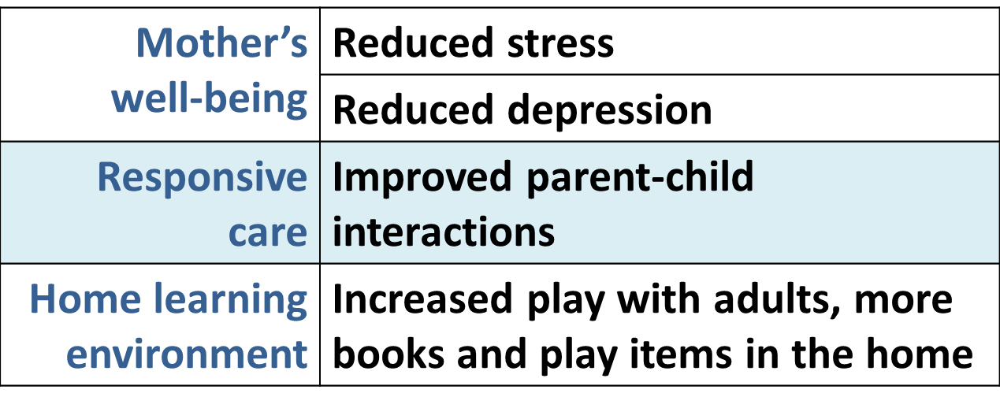 Mother’s
well-being
Reduced stress
Reduced depression
Responsive
care
Improved parent-child
interactions
Home learning
environment
Increased play with adults, more
books and play items in the home